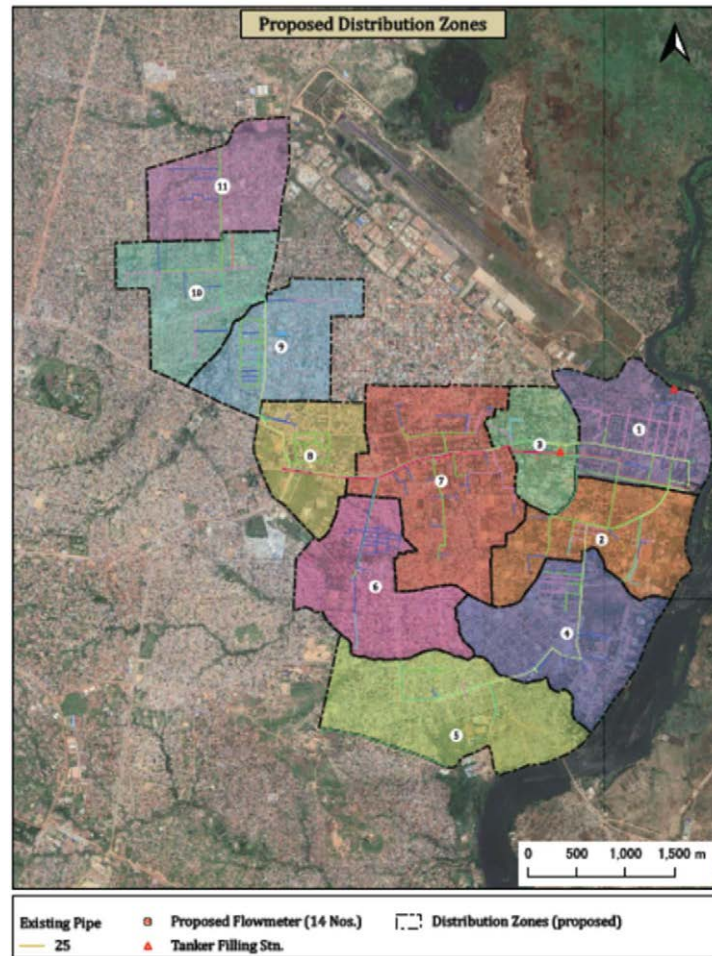 Proposed Distribution Zones
11
10
9
8
7
3
1
2
6
4
5
0 500 1,000 1,500 m
Existing Pipe
25
Proposed Flowmeter (14 Nos.)
Tanker Filling Stn.
Distribution Zones (proposed)